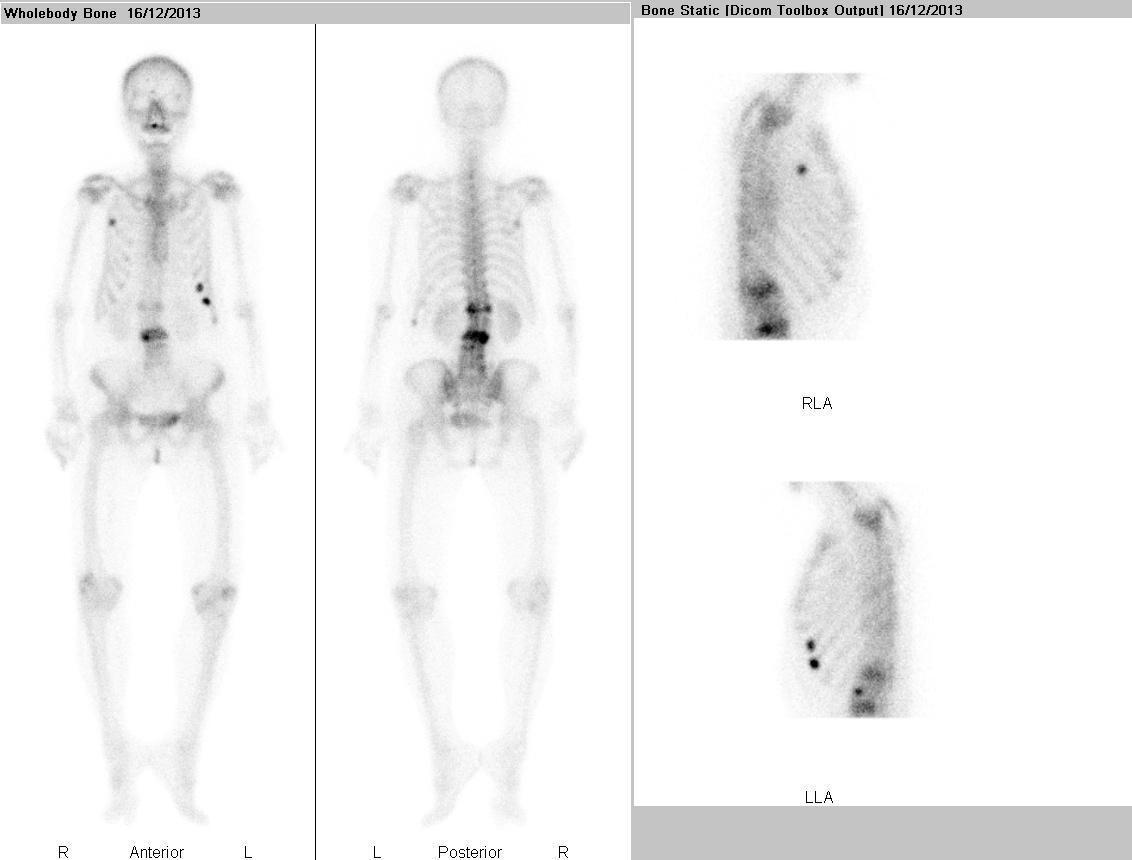 Wholebody Bone 16/12/2013
Bone Static [Dicom Toolbox Output] 16/12/2013
RLA
LLA
R Anterior L
L Posterior R